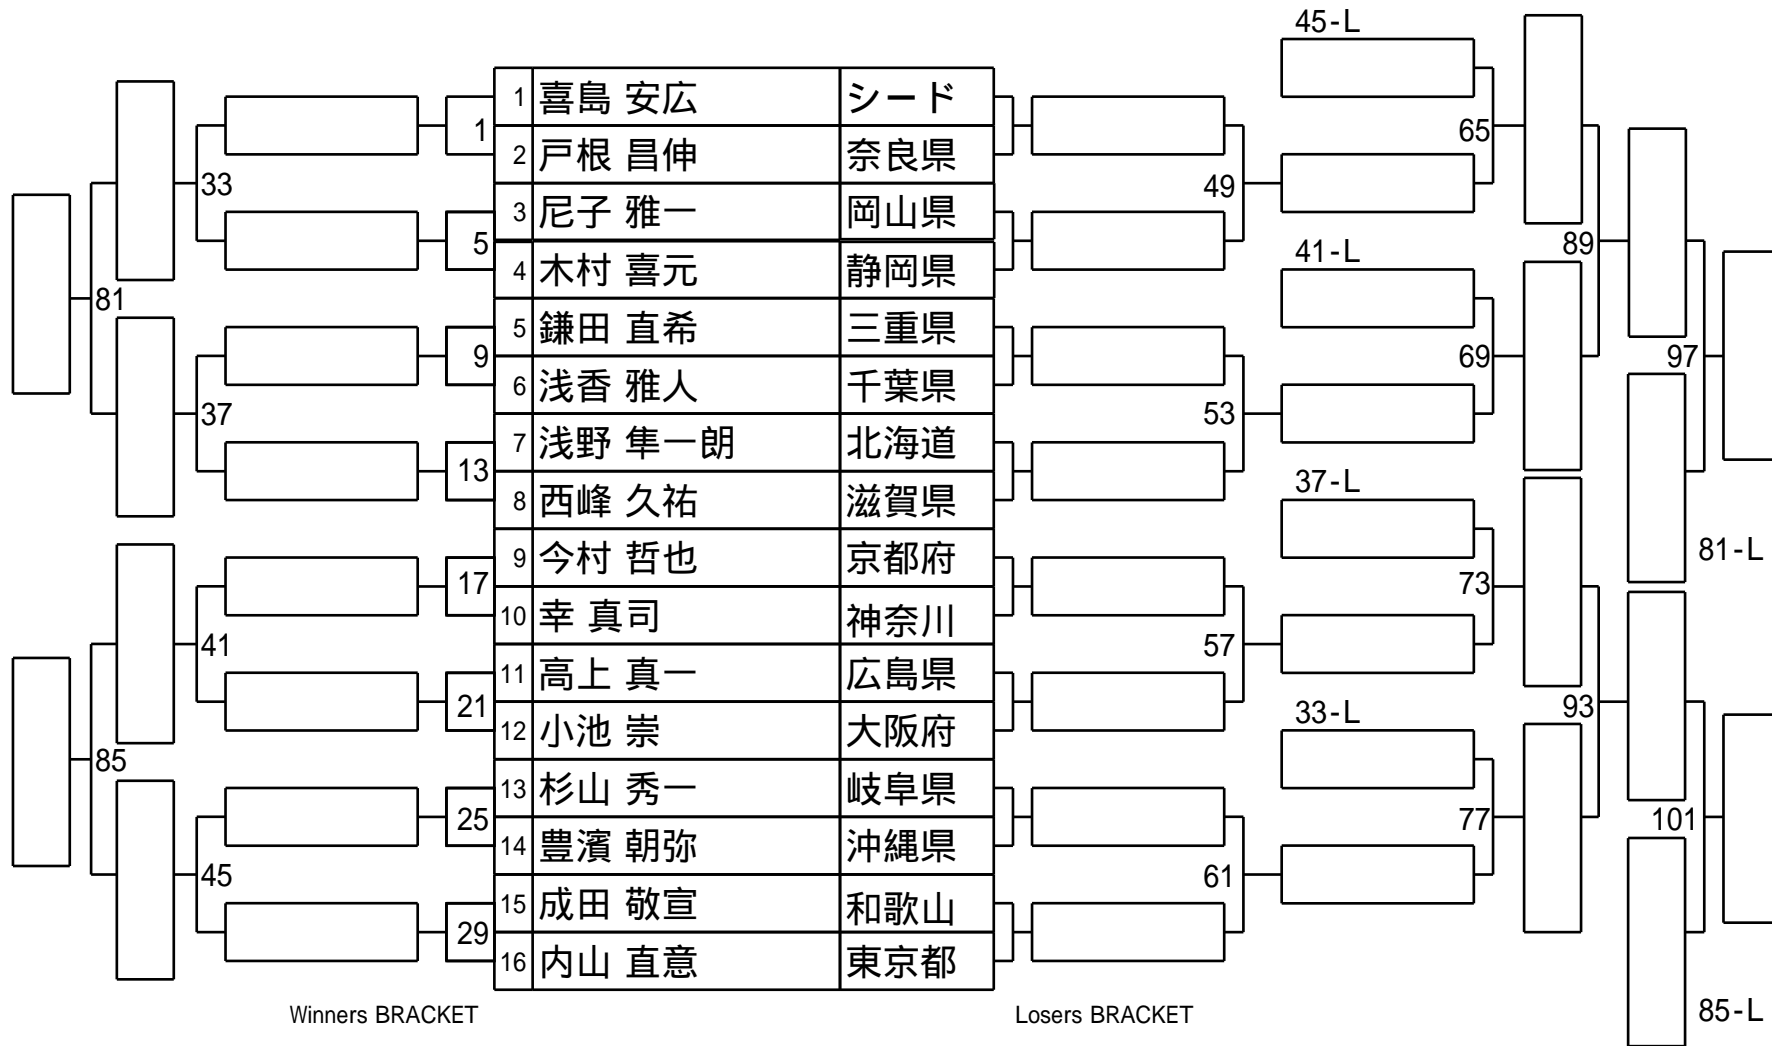 45-L
1 喜島 安広 シード
1
65
2 戸根 昌伸 奈良県
33
49
3 尼子 雅一 岡山県
5
89
41-L
4 木村 喜元 静岡県
81
5 鎌田 直希 三重県
9
69
97
6 浅香 雅人 千葉県
37
53
7 浅野 隼一朗 北海道
13
37-L
8 西峰 久祐 滋賀県
81-L
9 今村 哲也 京都府
17
73
10 幸 真司 神奈川
41
57
11 高上 真一 広島県
21
93
33-L
12 小池 崇 大阪府
85
13 杉山 秀一 岐阜県
25
77
101
14 豊濱 朝弥 沖縄県
45
61
15 成田 敬宣 和歌山
29
16 内山 直意 東京都
Winners BRACKET
Losers BRACKET
85-L